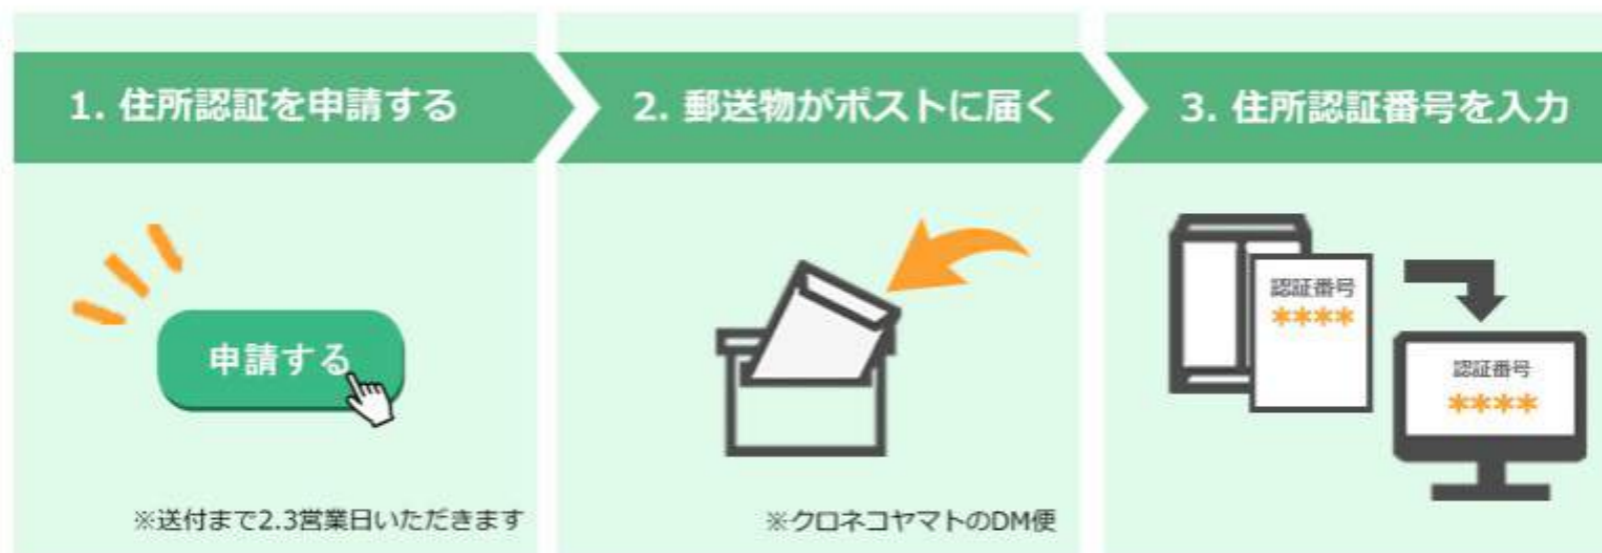 1. 住所認証を申請する
2. 郵送物がポストに届く
3. 住所認証番号を入力
申請する
認証番号
****
認証番号
****
※送付まで2.3営業日いただきます
※クロネコヤマトのDM便